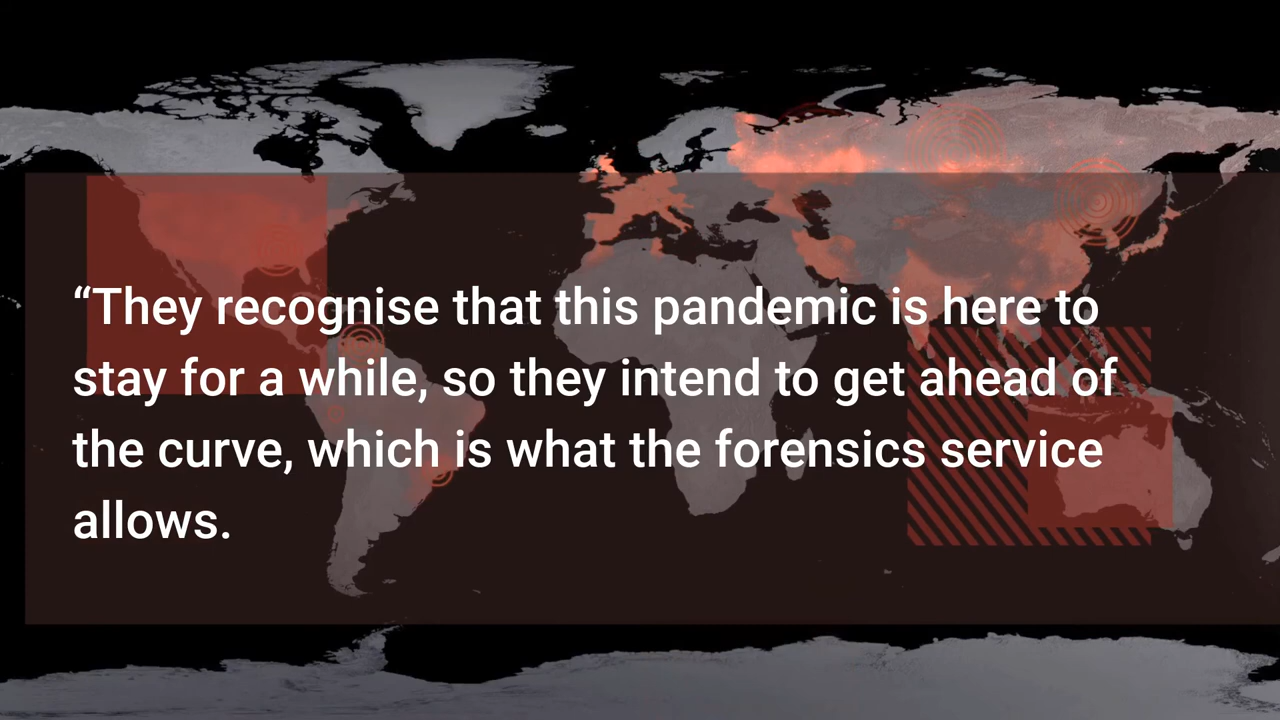 “They recognise that this pandemic is here to
stay for a while, so they intend to get ahead of
the curve, which is what the forensics service
allows.